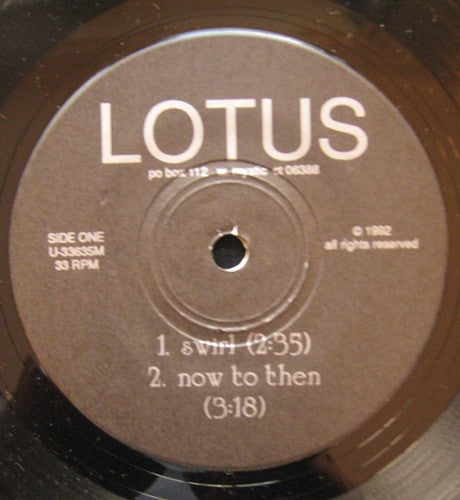 LOTUS
po box 112 w mystic ct 06388
SIDE ONE
U-33635M
33 RPM
© 1992
all rights reserved
1. swirl (2:35)
2. now to then
(3:18)